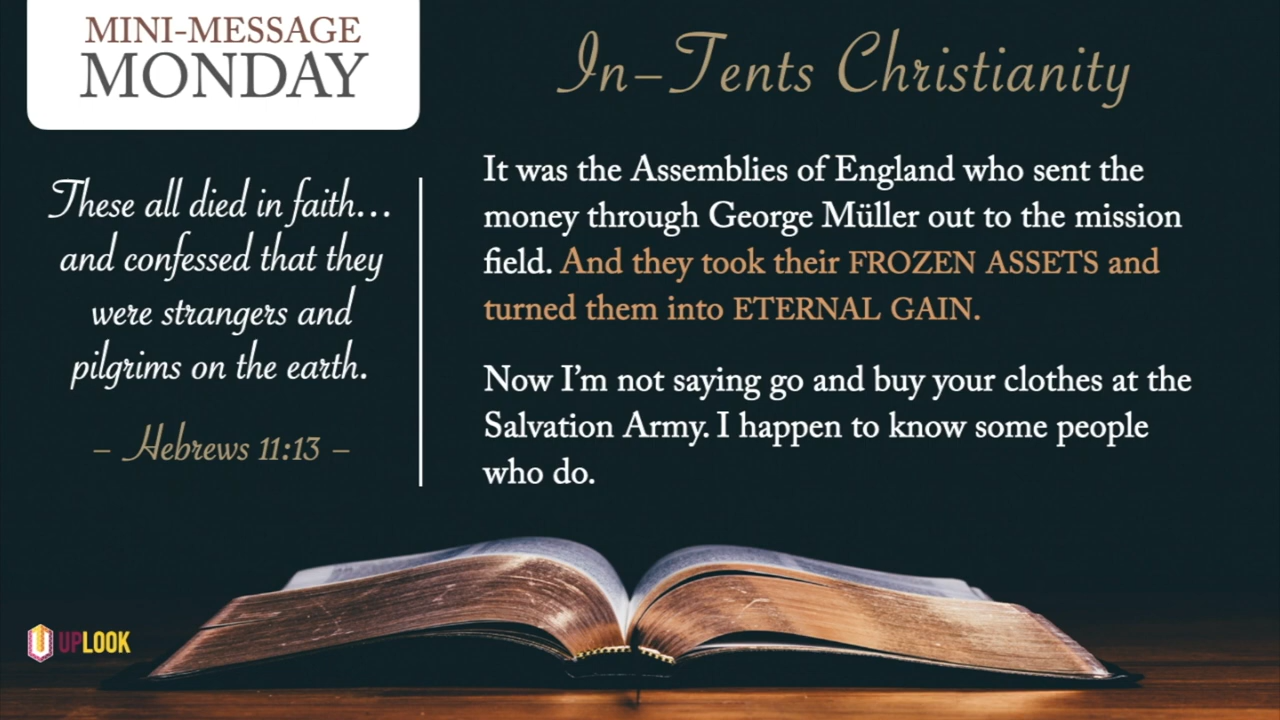 MINI-MESSAGE
MONDAY
In–Tents Christianity
These all died in faith...
and confessed that they
were strangers and
pilgrims on the earth.
– Hebrews 11:13 –
It was the Assemblies of England who sent the
money through George Müller out to the mission
field. And they took their FROZEN ASSETS and
turned them into ETERNAL GAIN.
Now I'm not saying go and buy your clothes at the
Salvation Army. I happen to know some people
who do.
UPLOOK